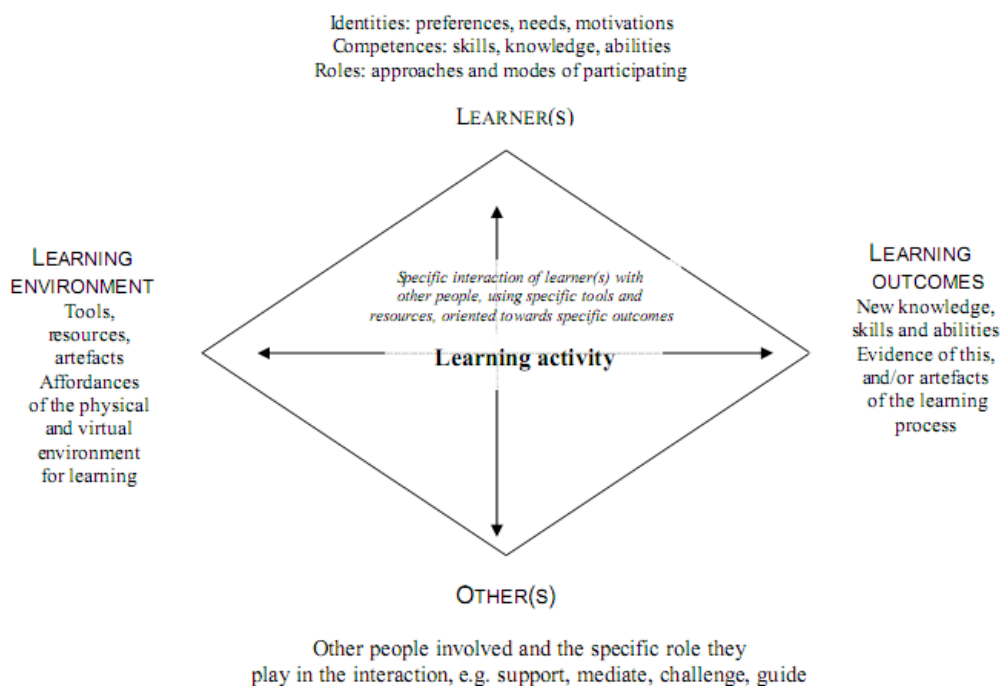 Identities: preferences, needs, motivations
Competences: skills, knowledge, abilities
Roles: approaches and modes of participating
LEARNER(S)
LEARNING
ENVIRONMENT
Tools,
resources,
artefacts
Affordances
of the physical
and virtual
environment
for learning
Specific interaction of learner(s) with
other people, using specific tools and
resources, oriented towards specific outcomes
Learning activity
LEARNING
OUTCOMES
New knowledge,
skills and abilities
Evidence of this,
and/or artefacts
of the learning
process
OTHER(S)
Other people involved and the specific role they
play in the interaction, e.g. support, mediate, challenge, guide